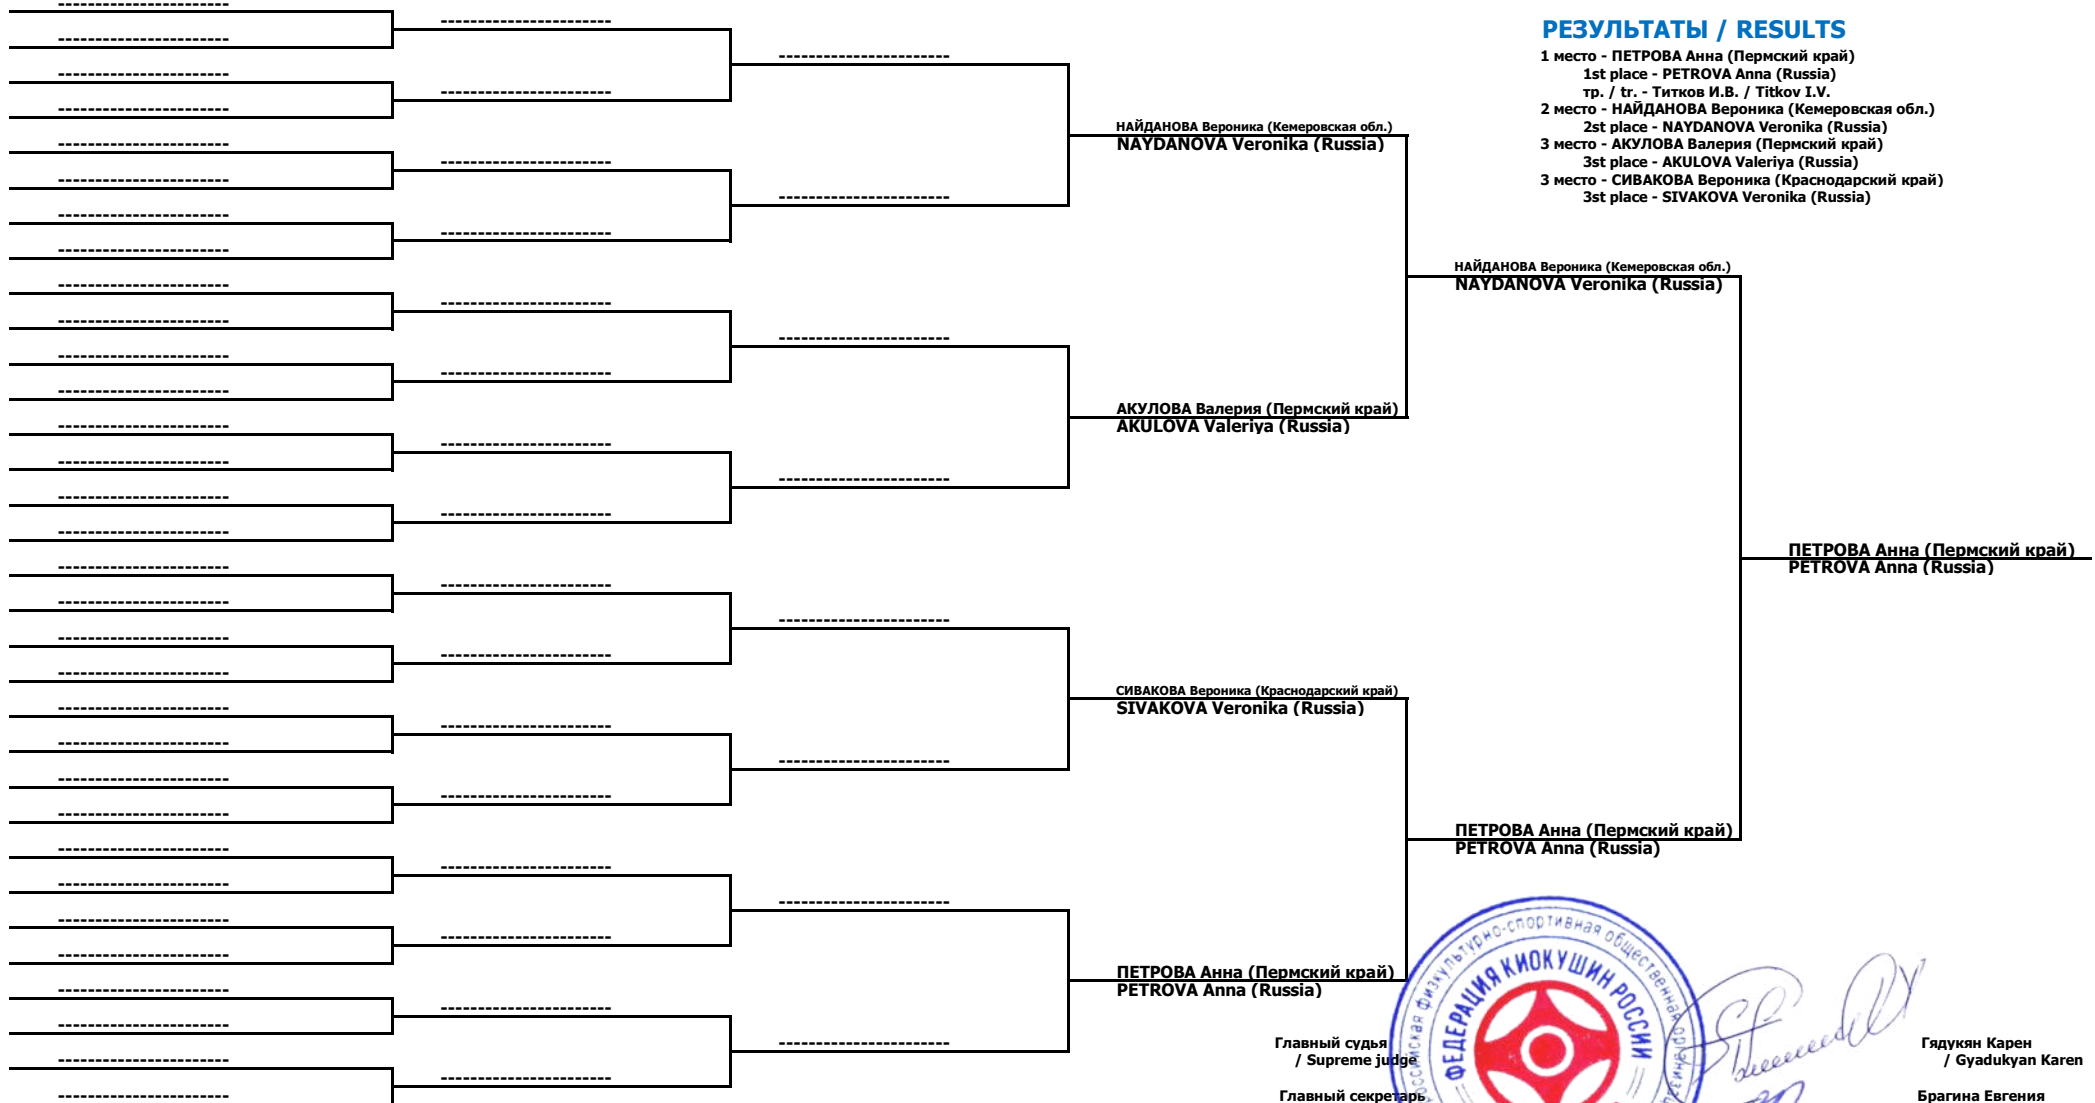 РЕЗУЛЬТАТЫ / RESULTS
1 место - ПЕТРОВА Анна (Пермский край)
1st place - PETROVA Anna (Russia)
тр. / tr. - Титков И.В. / Titkov I.V.
2 место - НАЙДАНОВА Вероника (Кемеровская обл.)
2st place - NAYDANOVA Veronika (Russia)
3 место - АКУЛОВА Валерия (Пермский край)
3st place - AKULOVA Valeriya (Russia)
3 место - СИВАКОВА Вероника (Краснодарский край)
3st place - SIVAKOVA Veronika (Russia)
НАЙДАНОВА Вероника (Кемеровская обл.)
NAYDANOVA Veronika (Russia)
НАЙДАНОВА Вероника (Кемеровская обл.)
NAYDANOVA Veronika (Russia)
АКУЛОВА Валерия (Пермский край)
AKULOVA Valeriya (Russia)
ПЕТРОВА Анна (Пермский край)
PETROVA Anna (Russia)
СИВАКОВА Вероника (Краснодарский край)
SIVAKOVA Veronika (Russia)
ПЕТРОВА Анна (Пермский край)
PETROVA Anna (Russia)
ПЕТРОВА Анна (Пермский край)
PETROVA Anna (Russia)
физкультурно-спортивная общественная
ФЕДЕРАЦИЯ КИОКУШИН РОССИИ
Главный судья
/ Supreme judge
Гядукян Карен
/ Gyadukyan Karen
Главный секретарь
Брагина Евгения